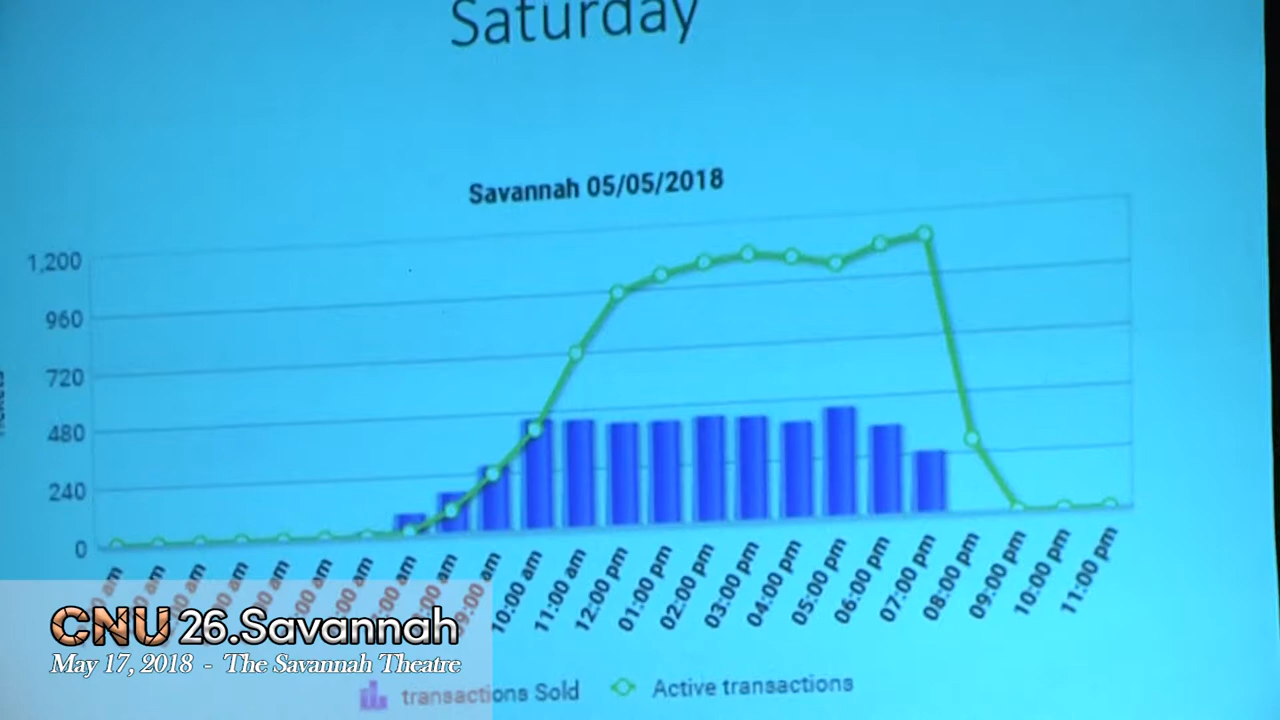 Saturday
Savannah 05/05/2018
1,200
960
720
480
240
0
10:00 am
11:00 am
12:00 pm
01:00 pm
02:00 pm
03:00 pm
04:00 pm
05:00 pm
06:00 pm
07:00 pm
08:00 pm
09:00 pm
10:00 pm
11:00 pm
transactions Sold
Active transactions
CNU 26.Savannah
May 17, 2018 - The Savannah Theatre